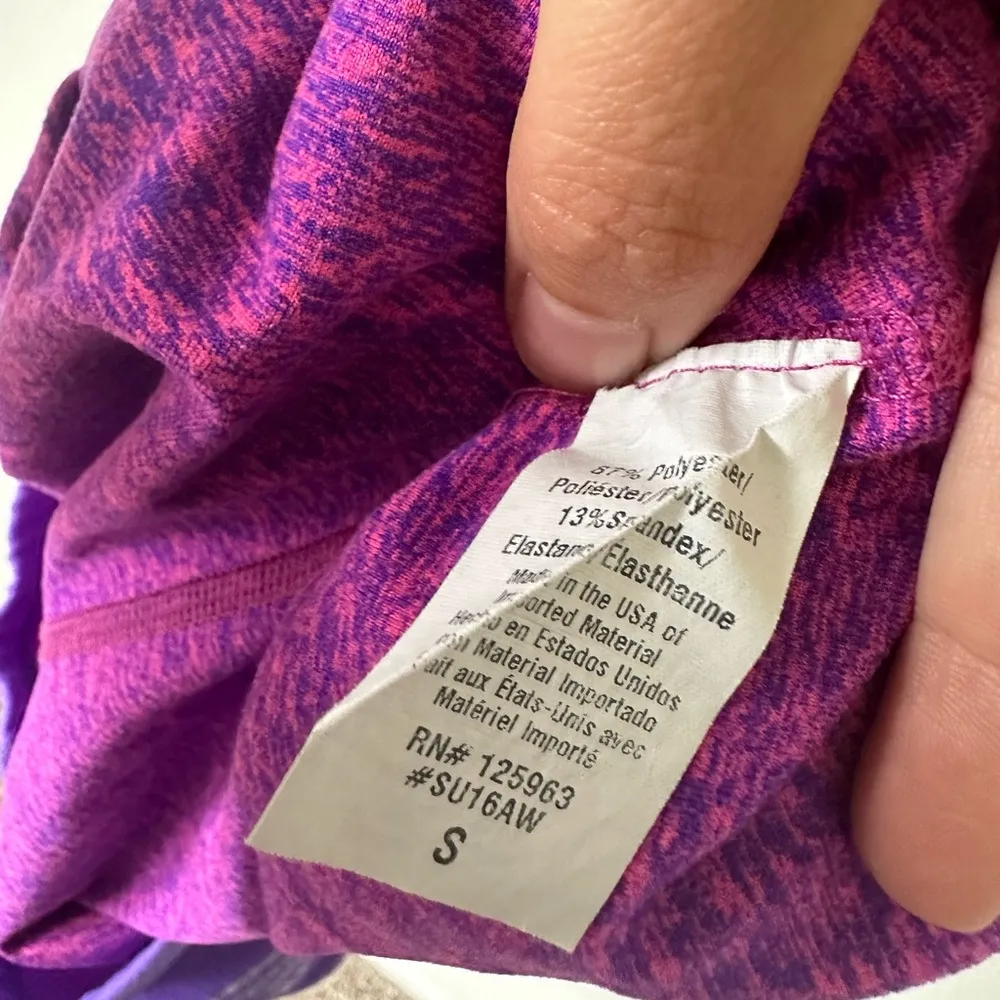 87% Polyester/
Poliéster/Polyester
13%Spandex/
Elastano/Elasthanne
Made in the USA of
Imported Material
Hecho en Estados Unidos
con Material Importado
Fait aux États-Unis avec
Matériel Importé
RN# 125963
#SU16AW
S